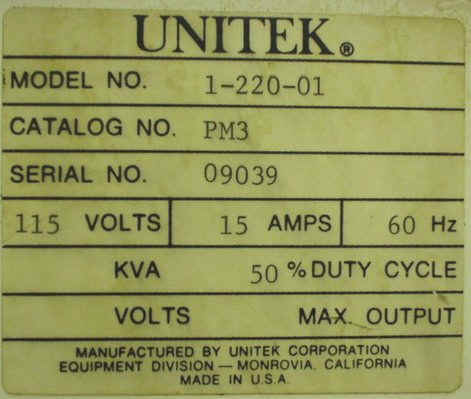 UNITEK®
MODEL NO. 1-220-01
CATALOG NO. PM3
SERIAL NO. 09039
115 VOLTS 15 AMPS 60 Hz
KVA 50 % DUTY CYCLE
VOLTS MAX. OUTPUT
MANUFACTURED BY UNITEK CORPORATION
EQUIPMENT DIVISION — MONROVIA, CALIFORNIA
MADE IN U.S.A.